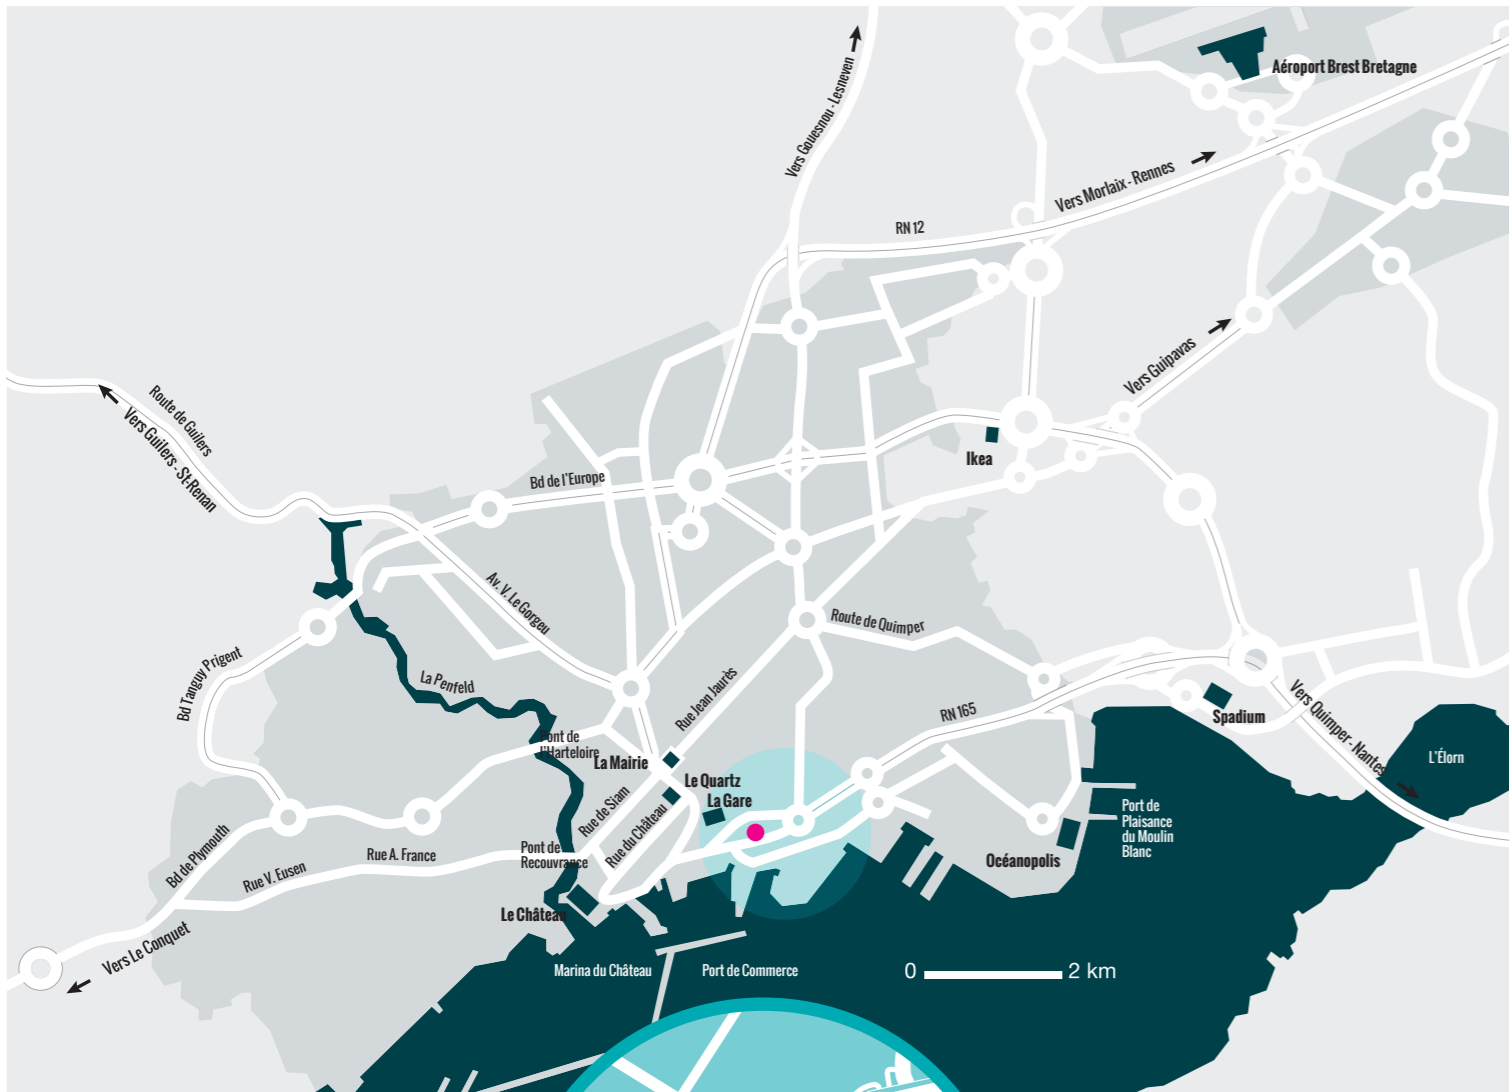 Aéroport Brest Bretagne
Vers Gouesnou - Lesneven
Vers Morlaix - Rennes
RN 12
Vers Guipavas
Route de Guilers
Vers Guilers - St-Renan
Ikea
Bd de l'Europe
Av. V. Le Gorgeu
Route de Quimper
Bd Tanguy Prigent
La Penfeld
Rue Jean Jaurès
RN 165
Spadium
Vers Quimper - Nantes
L'Élorn
Pont de
l'Harteloire
La Mairie
Le Quartz
La Gare
Rue de Siam
Rue du Château
Port de
Plaisance
du Moulin
Blanc
Bd de Plymouth
Rue V. Eusen
Rue A. France
Pont de
Recouvrance
Océanopolis
Le Château
Vers Le Conquet
Marina du Château
Port de Commerce
0 2 km